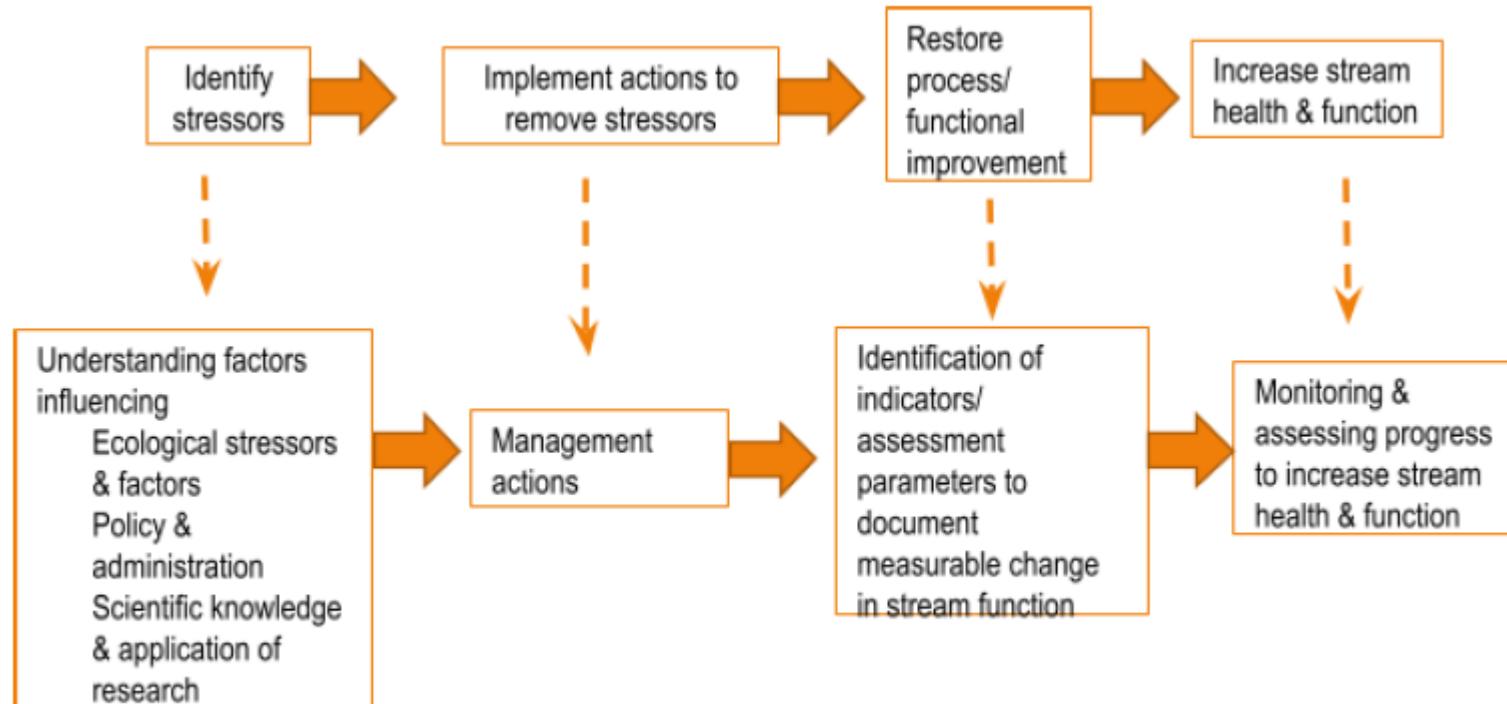 Identify
stressors
Implement actions to
remove stressors
Restore
process/
functional
improvement
Increase stream
health & function
Understanding factors
influencing
Ecological stressors
& factors
Policy &
administration
Scientific knowledge
& application of
research
Management
actions
Identification of
indicators/
assessment
parameters to
document
measurable change
in stream function
Monitoring &
assessing progress
to increase stream
health & function